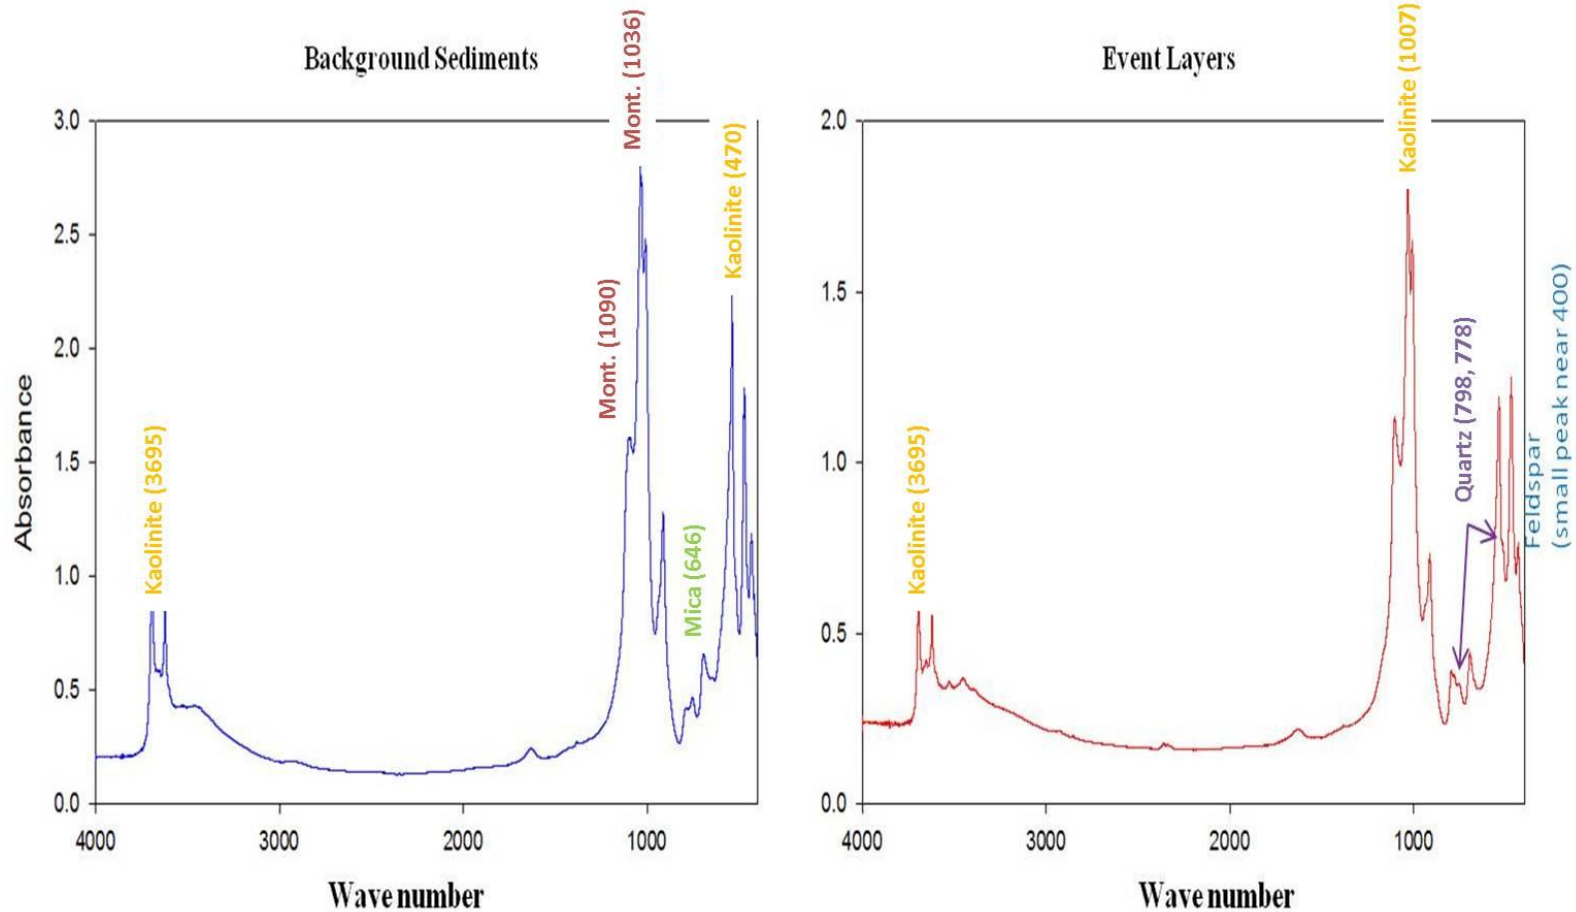 Background Sediments
Mont. (1036)
Kaolinite (470)
Mont. (1090)
Kaolinite (3695)
Mica (646)
Absorbance
3.0
2.5
2.0
1.5
1.0
0.5
0.0
4000 3000 2000 1000
Wave number
Event Layers
Kaolinite (1007)
Kaolinite (3695)
Quartz (798, 778)
Feldspar
(small peak near 400)
2.0
1.5
1.0
0.5
0.0
4000 3000 2000 1000
Wave number